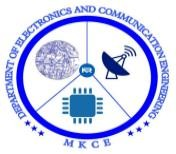 DEPARTMENT OF ELECTRONICS AND COMMUNICATION ENGINEERING
MKCE